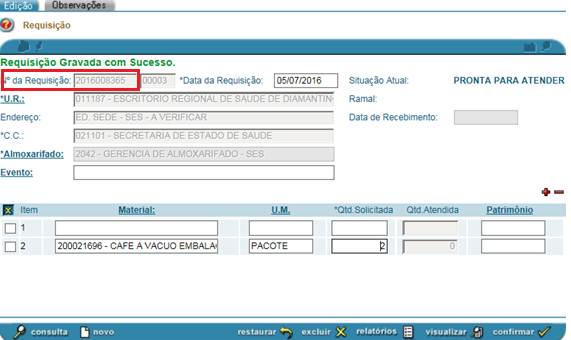 Edição Observações
Requisição
Requisição Gravada com Sucesso.
Nº da Requisição: 2016008365 00003 *Data da Requisição: 05/07/2016 Situação Atual: PRONTA PARA ATENDER
*U.R.: 011187 - ESCRITORIO REGIONAL DE SAUDE DE DIAMANTIN Ramal:
Endereço: ED. SEDE - SES - A VERIFICAR Data de Recebimento:
*C.C.: 021101 - SECRETARIA DE ESTADO DE SAUDE
*Almoxarifado: 2042 - GERENCIA DE ALMOXARIFADO - SES
Evento:
Item Material: U.M. *Qtd.Solicitada Qtd.Atendida Patrimônio
1
2 200021696 - CAFE A VACUO EMBALA PACOTE 2 0
consulta novo restaurar excluir relatórios visualizar confirmar